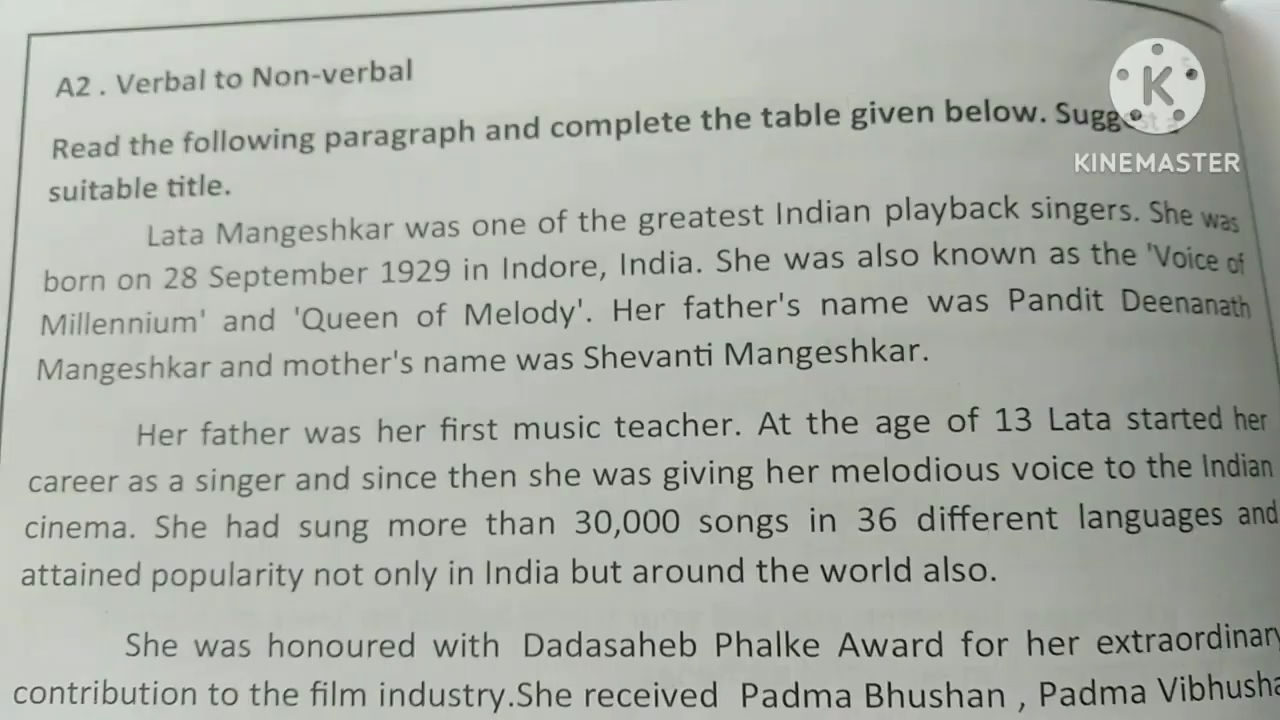 A2 . Verbal to Non-verbal
Read the following paragraph and complete the table given below. Suggest a
suitable title.
Lata Mangeshkar was one of the greatest Indian playback singers. She was
born on 28 September 1929 in Indore, India. She was also known as the 'Voice of
Millennium' and 'Queen of Melody'. Her father's name was Pandit Deenanath
Mangeshkar and mother's name was Shevanti Mangeshkar.
Her father was her first music teacher. At the age of 13 Lata started her
career as a singer and since then she was giving her melodious voice to the Indian
cinema. She had sung more than 30,000 songs in 36 different languages and
attained popularity not only in India but around the world also.
She was honoured with Dadasaheb Phalke Award for her extraordinary
contribution to the film industry.She received Padma Bhushan , Padma Vibhusha
K
KINEMASTER